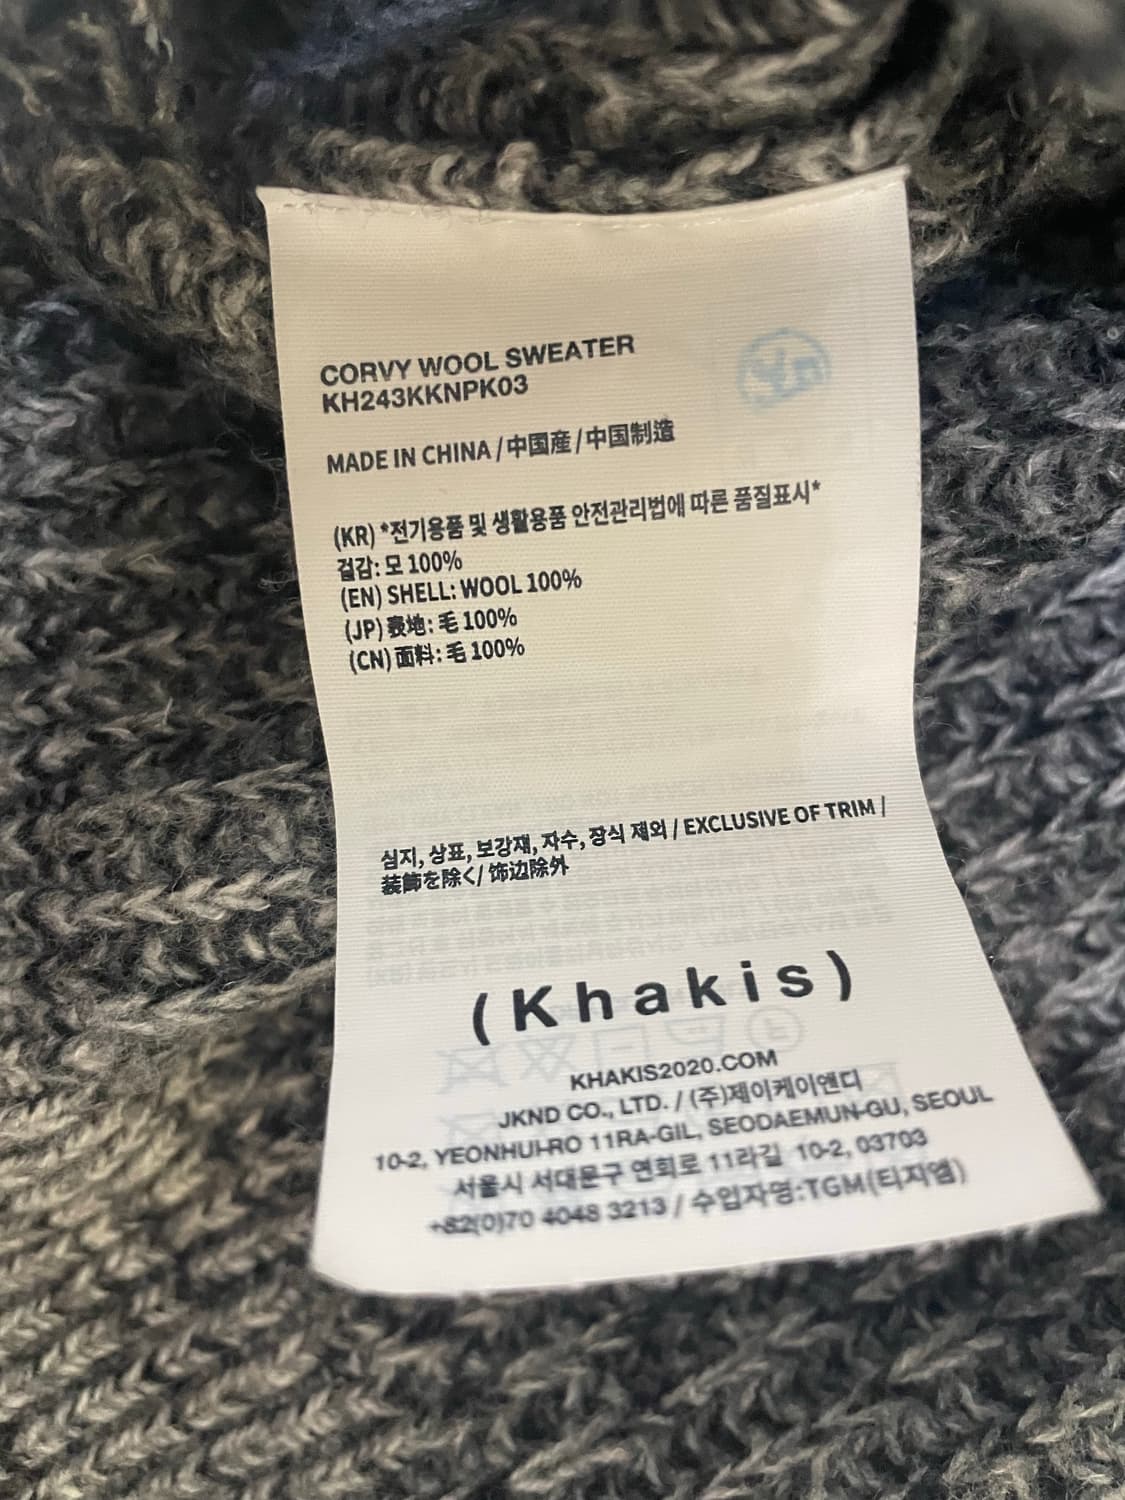 CORVY WOOL SWEATER
KH243KKNPK03
MADE IN CHINA / 中国産 / 中国制造
(KR) *전기용품 및 생활용품 안전관리법에 따른 품질표시*
겉감: 모 100%
(EN) SHELL: WOOL 100%
(JP) 表地: 毛 100%
(CN) 面料: 毛 100%
심지, 상표, 보강재, 자수, 장식 제외 / EXCLUSIVE OF TRIM /
装飾を除く / 饰边除外
(Khakis)
KHAKIS2020.COM
JKND CO., LTD. / (주)제이케이앤디
10-2, YEONHUI-RO 11RA-GIL, SEODAEMUN-GU, SEOUL
서울시 서대문구 연희로 11라길 10-2, 03703
+82(0)70 4048 3213 / 수입자명:TGM(티지엠)